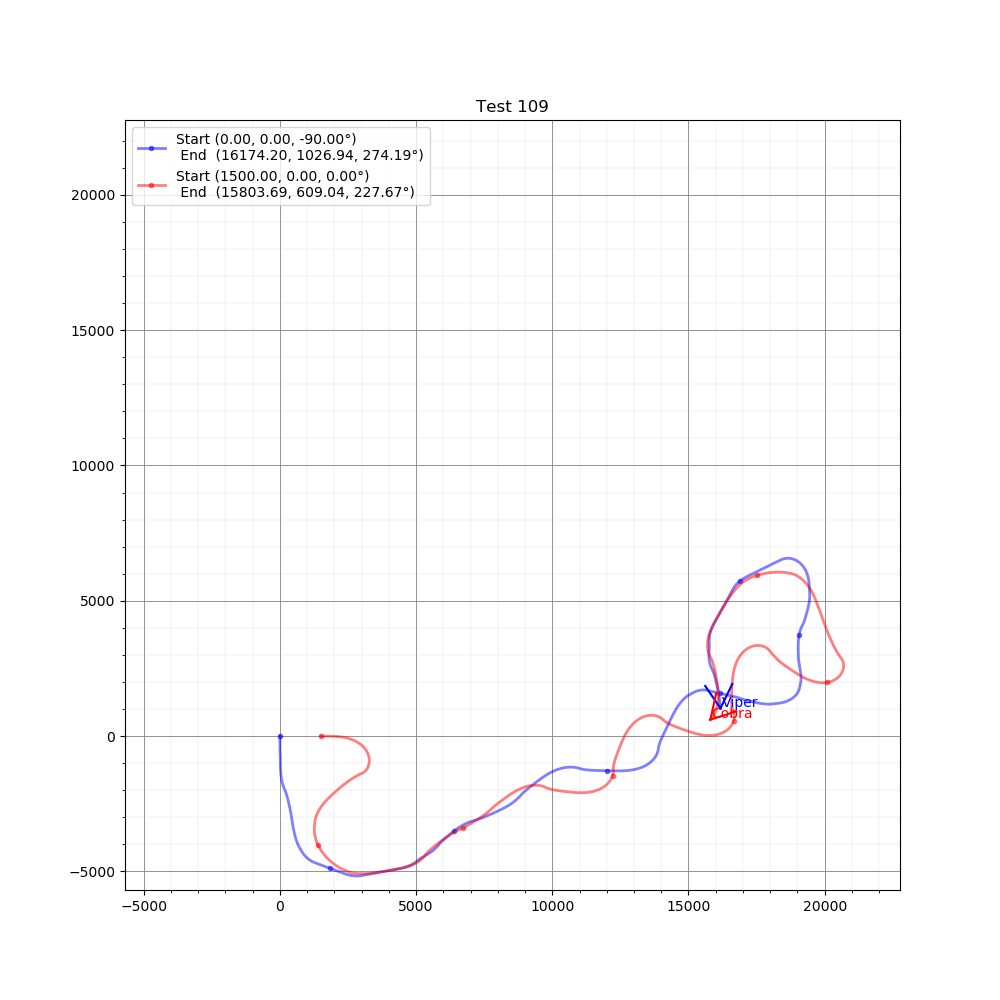 Test 109
Start (0.00, 0.00, -90.00°)
End (16174.20, 1026.94, 274.19°)
Start (1500.00, 0.00, 0.00°)
End (15803.69, 609.04, 227.67°)
20000
15000
10000
5000
0
−5000
Viper
Cobra
−5000
0
5000
10000
15000
20000